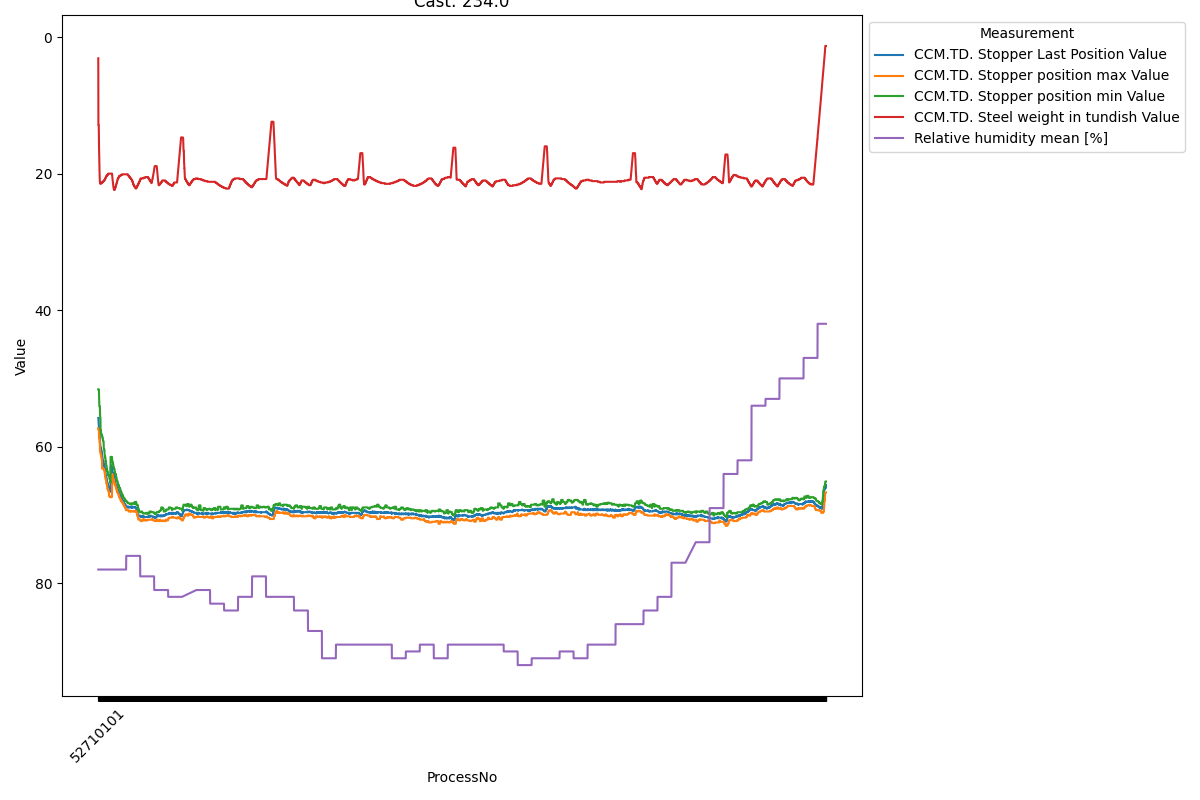 Cast: 234.0
0
20
40
60
80
Value
52710101
ProcessNo
Measurement
CCM.TD. Stopper Last Position Value
CCM.TD. Stopper position max Value
CCM.TD. Stopper position min Value
CCM.TD. Steel weight in tundish Value
Relative humidity mean [%]